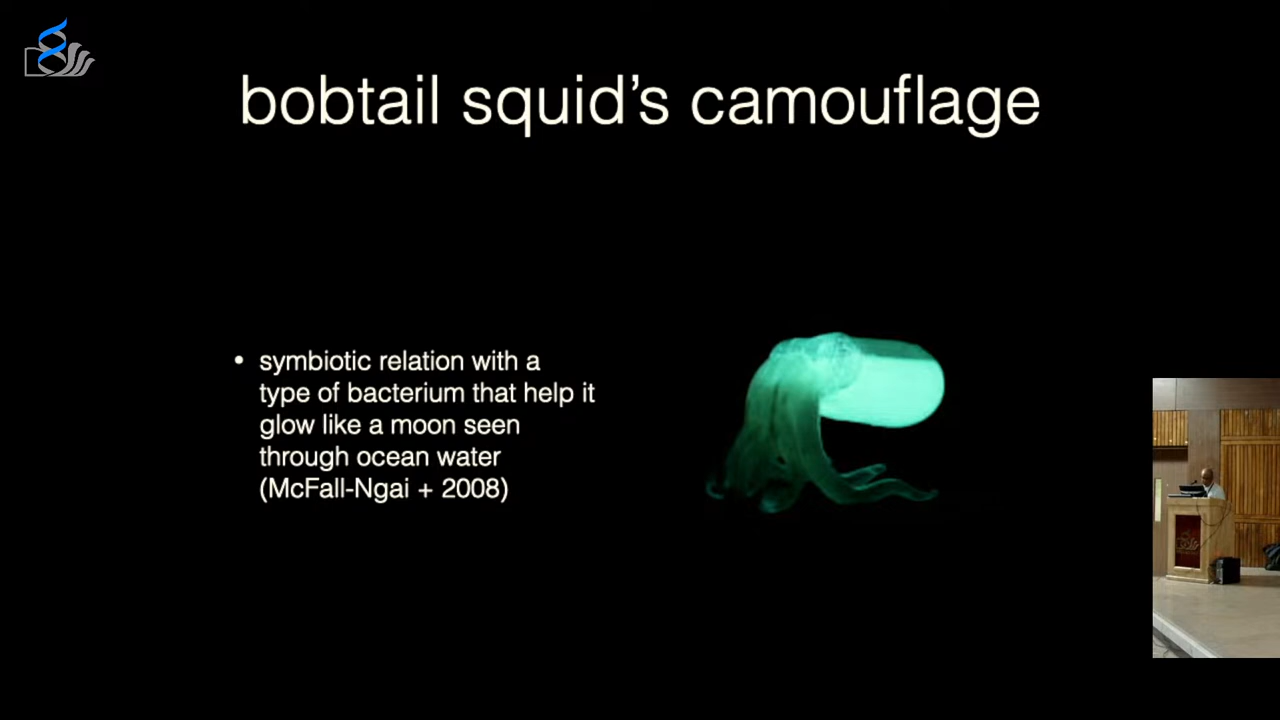 bobtail squid’s camouflage
• symbiotic relation with a
type of bacterium that help it
glow like a moon seen
through ocean water
(McFall-Ngai + 2008)